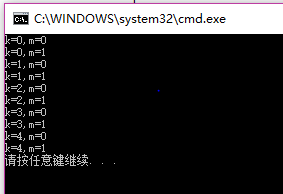 C:\WINDOWS\system32\cmd.exe
k=0,m=0
k=0,m=1
k=1,m=0
k=1,m=1
k=2,m=0
k=2,m=1
k=3,m=0
k=3,m=1
k=4,m=0
k=4,m=1
请按任意键继续. . .